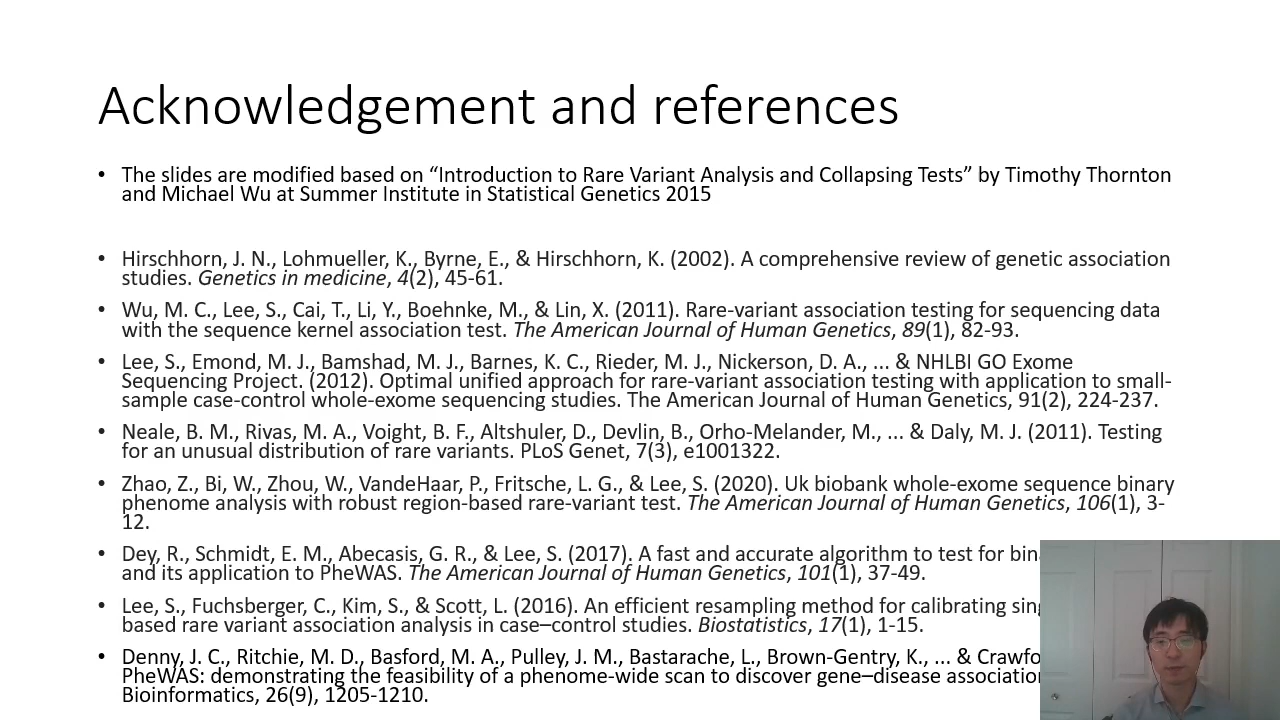 Acknowledgement and references
• The slides are modified based on “Introduction to Rare Variant Analysis and Collapsing Tests” by Timothy Thornton
and Michael Wu at Summer Institute in Statistical Genetics 2015
• Hirschhorn, J. N., Lohmueller, K., Byrne, E., & Hirschhorn, K. (2002). A comprehensive review of genetic association
studies. Genetics in medicine, 4(2), 45-61.
• Wu, M. C., Lee, S., Cai, T., Li, Y., Boehnke, M., & Lin, X. (2011). Rare-variant association testing for sequencing data
with the sequence kernel association test. The American Journal of Human Genetics, 89(1), 82-93.
• Lee, S., Emond, M. J., Bamshad, M. J., Barnes, K. C., Rieder, M. J., Nickerson, D. A., ... & NHLBI GO Exome
Sequencing Project. (2012). Optimal unified approach for rare-variant association testing with application to small-
sample case-control whole-exome sequencing studies. The American Journal of Human Genetics, 91(2), 224-237.
• Neale, B. M., Rivas, M. A., Voight, B. F., Altshuler, D., Devlin, B., Orho-Melander, M., ... & Daly, M. J. (2011). Testing
for an unusual distribution of rare variants. PLoS Genet, 7(3), e1001322.
• Zhao, Z., Bi, W., Zhou, W., VandeHaar, P., Fritsche, L. G., & Lee, S. (2020). Uk biobank whole-exome sequence binary
phenome analysis with robust region-based rare-variant test. The American Journal of Human Genetics, 106(1), 3-
12.
• Dey, R., Schmidt, E. M., Abecasis, G. R., & Lee, S. (2017). A fast and accurate algorithm to test for
and its application to PheWAS. The American Journal of Human Genetics, 101(1), 37-49.
• Lee, S., Fuchsberger, C., Kim, S., & Scott, L. (2016). An efficient resampling method for calibrating
based rare variant association analysis in case–control studies. Biostatistics, 17(1), 1-15.
• Denny, J. C., Ritchie, M. D., Basford, M. A., Pulley, J. M., Bastarache, L., Brown-Gentry, K., ... &
PheWAS: demonstrating the feasibility of a phenome-wide scan to discover gene–disease
Bioinformatics, 26(9), 1205-1210.